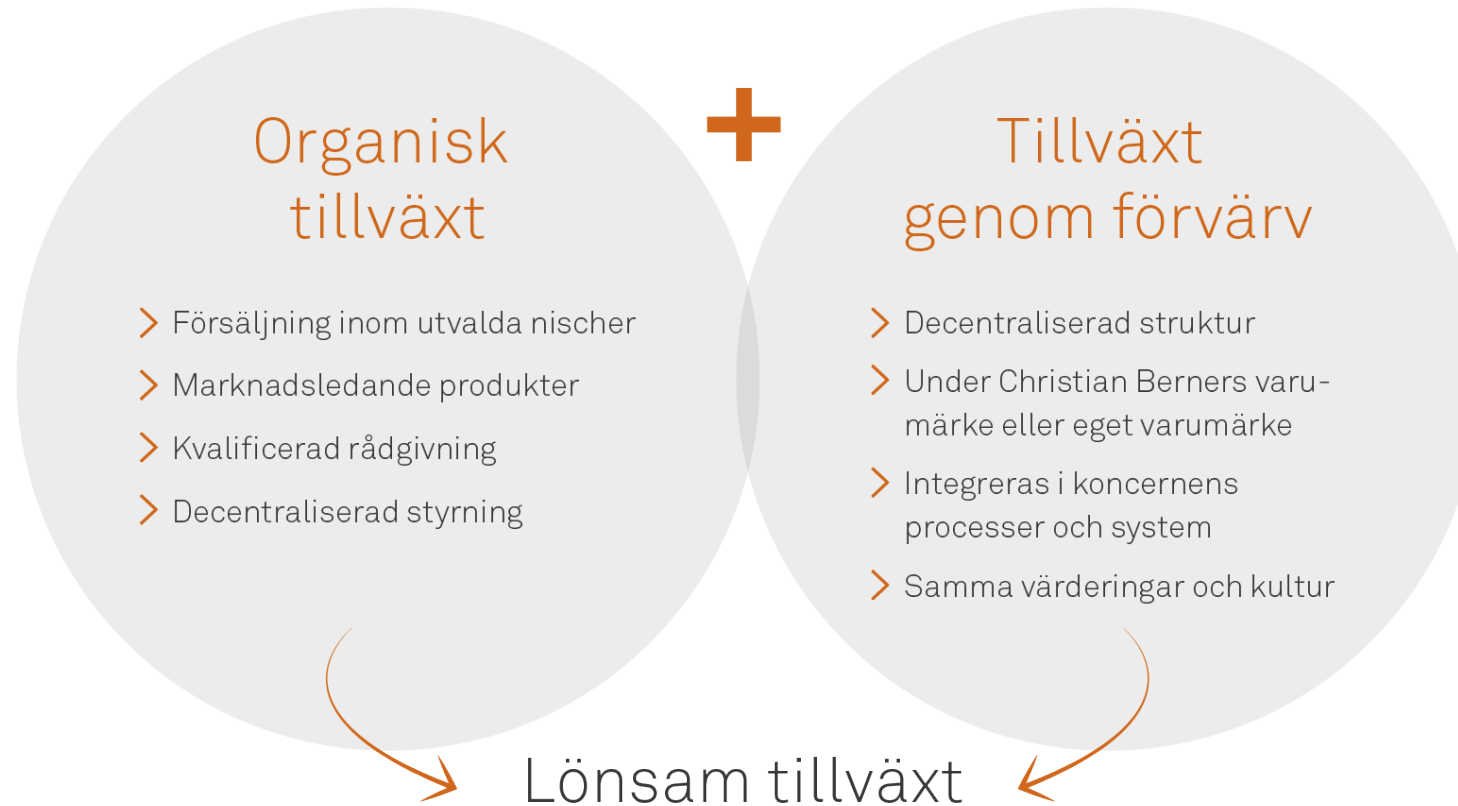 Organisk
tillväxt
Försäljning inom utvalda nischer
Marknadsledande produkter
Kvalificerad rådgivning
Decentraliserad styrning
+
Tillväxt
genom förvärv
Decentraliserad struktur
Under Christian Berners varu-
märke eller eget varumärke
Integreras i koncernens
processer och system
Samma värderingar och kultur
Lönsam tillväxt